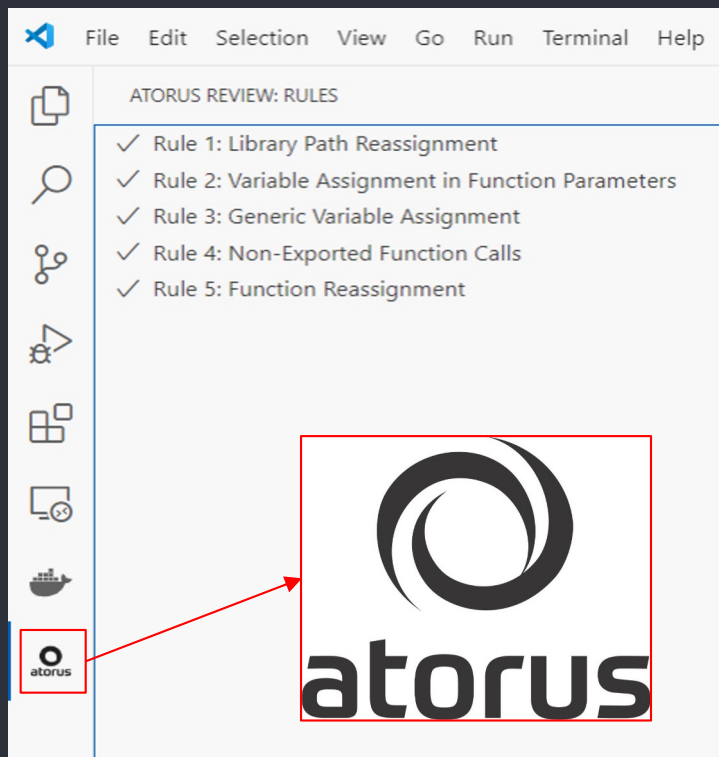 File Edit Selection View Go Run Terminal Help
ATORUS REVIEW: RULES
Rule 1: Library Path Reassignment
Rule 2: Variable Assignment in Function Parameters
Rule 3: Generic Variable Assignment
Rule 4: Non-Exported Function Calls
Rule 5: Function Reassignment
atorus
atorus